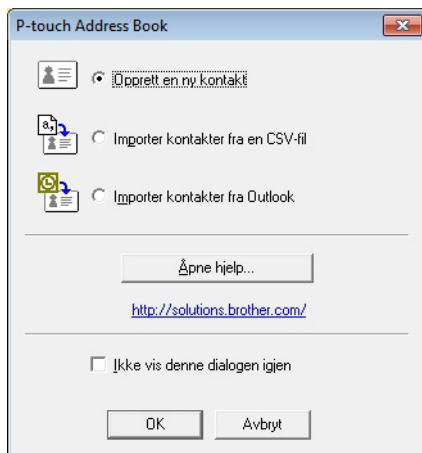 P-touch Address Book
Opprett en ny kontakt
a,
Importer kontakter fra en CSV-fil
Importer kontakter fra Outlook
Åpne hjelp...
http://solutions.brother.com/
Ikke vis denne dialogen igjen
OK
Avbryt